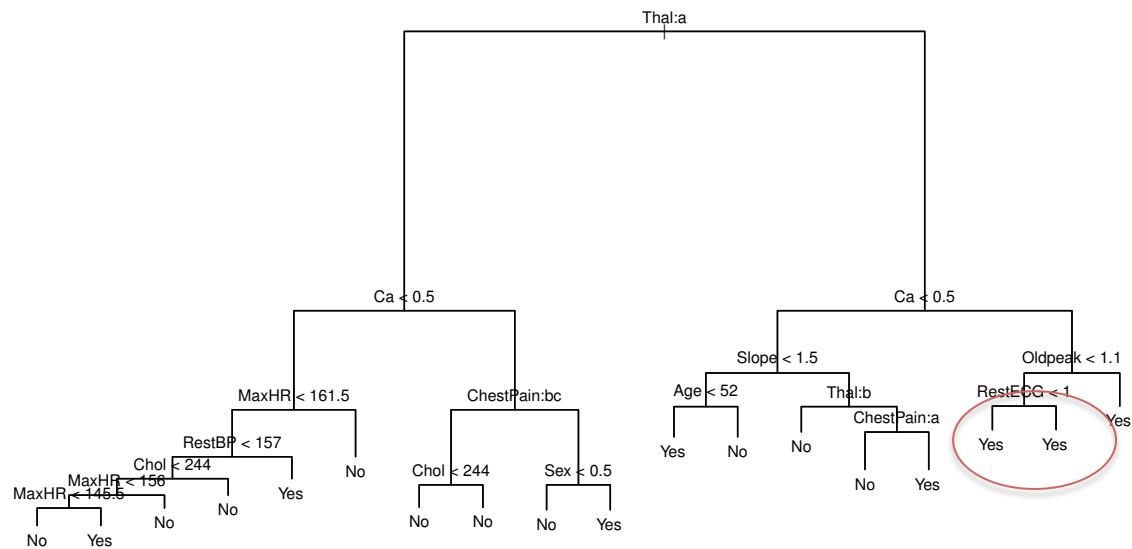 Thal:a
Ca < 0.5
Ca < 0.5
Slope < 1.5
Oldpeak < 1.1
MaxHR < 161.5
ChestPain:bc
Age < 52
Thal:b
RestECG < 1
ChestPain:a
Yes
RestBP < 157
Yes
No
No
Yes
Yes
Chol < 244
No
Chol < 244
Sex < 0.5
MaxHR < 156
Yes
No
Yes
MaxHR < 145.5
No
No
No
No
No
Yes
No
Yes